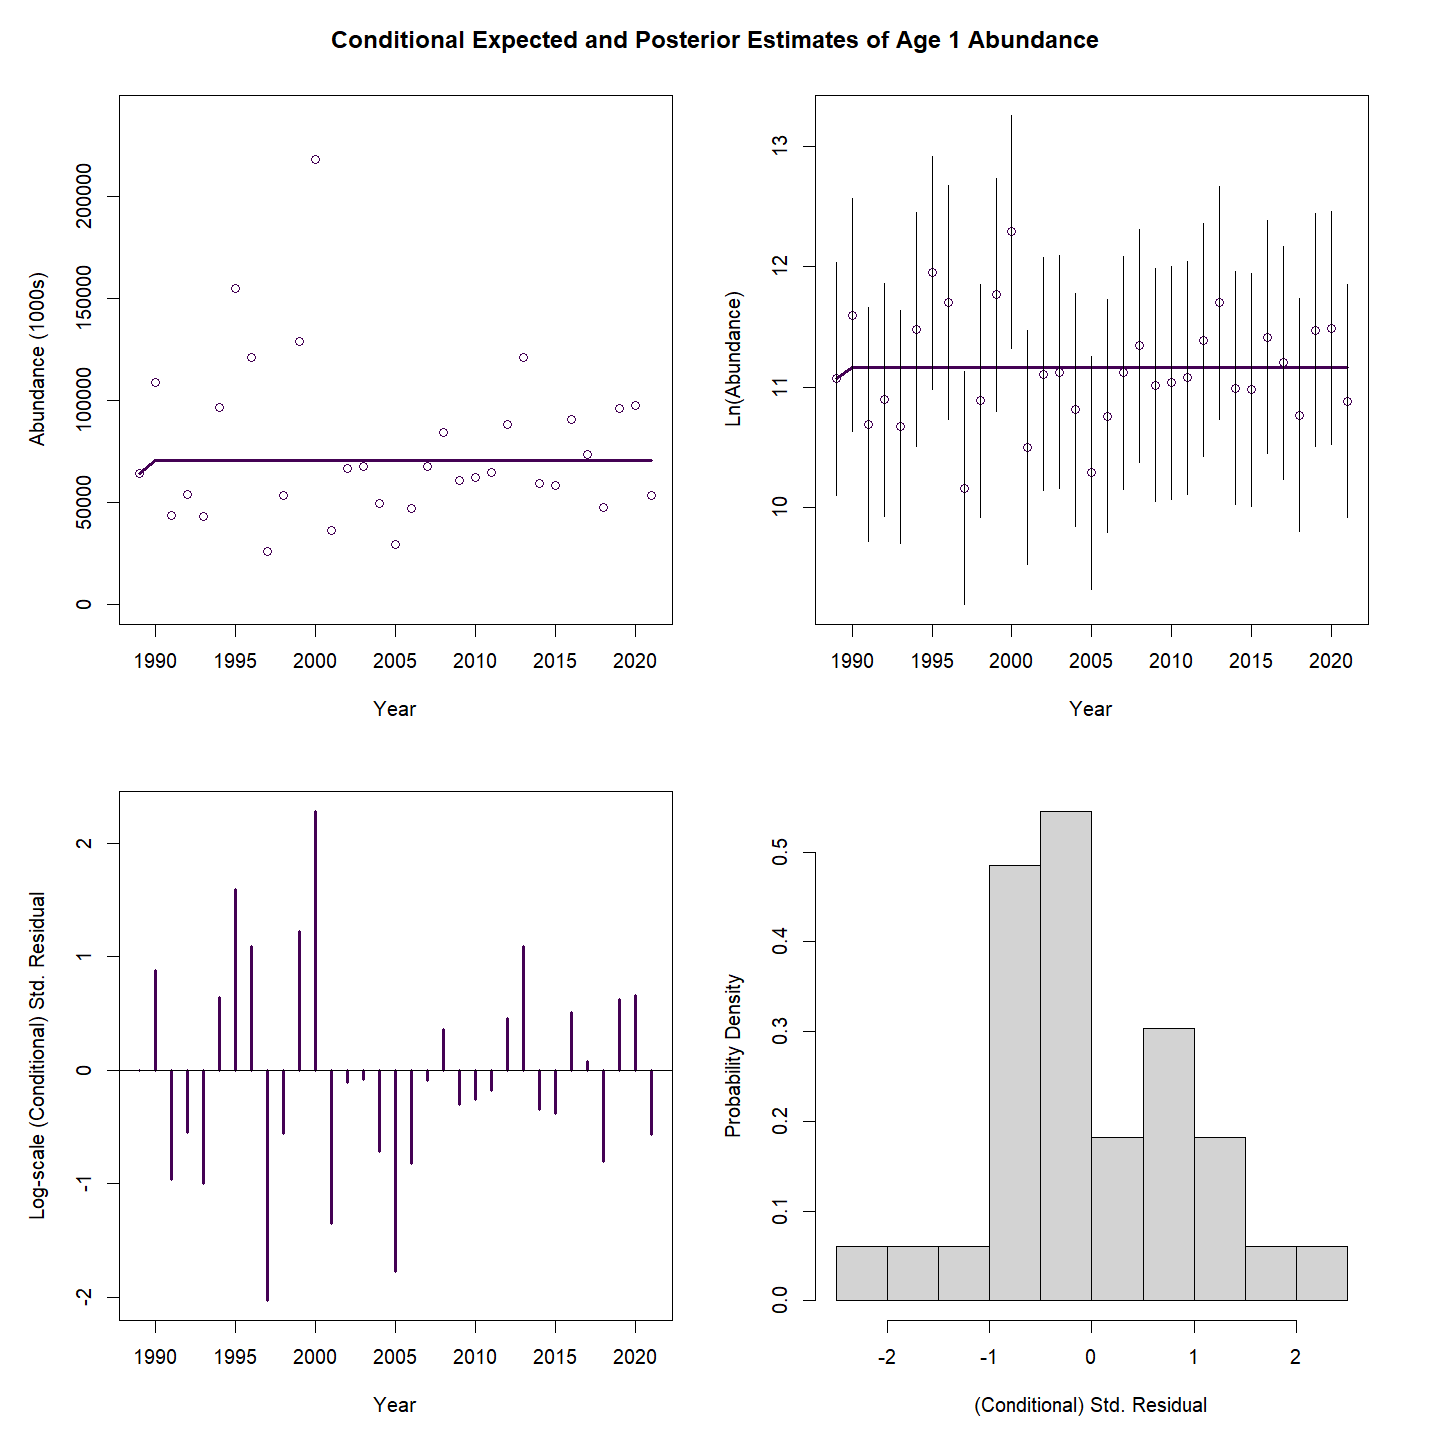 Conditional Expected and Posterior Estimates of Age 1 Abundance
Abundance (1000s)
200000
150000
100000
50000
0
1990 1995 2000 2005 2010 2015 2020
Year
Ln(Abundance)
13
12
11
10
1990 1995 2000 2005 2010 2015 2020
Year
Log-scale (Conditional) Std. Residual
2
1
0
-1
-2
1990 1995 2000 2005 2010 2015 2020
Year
Probability Density
0.5
0.4
0.3
0.2
0.1
0.0
-2 -1 0 1 2
(Conditional) Std. Residual